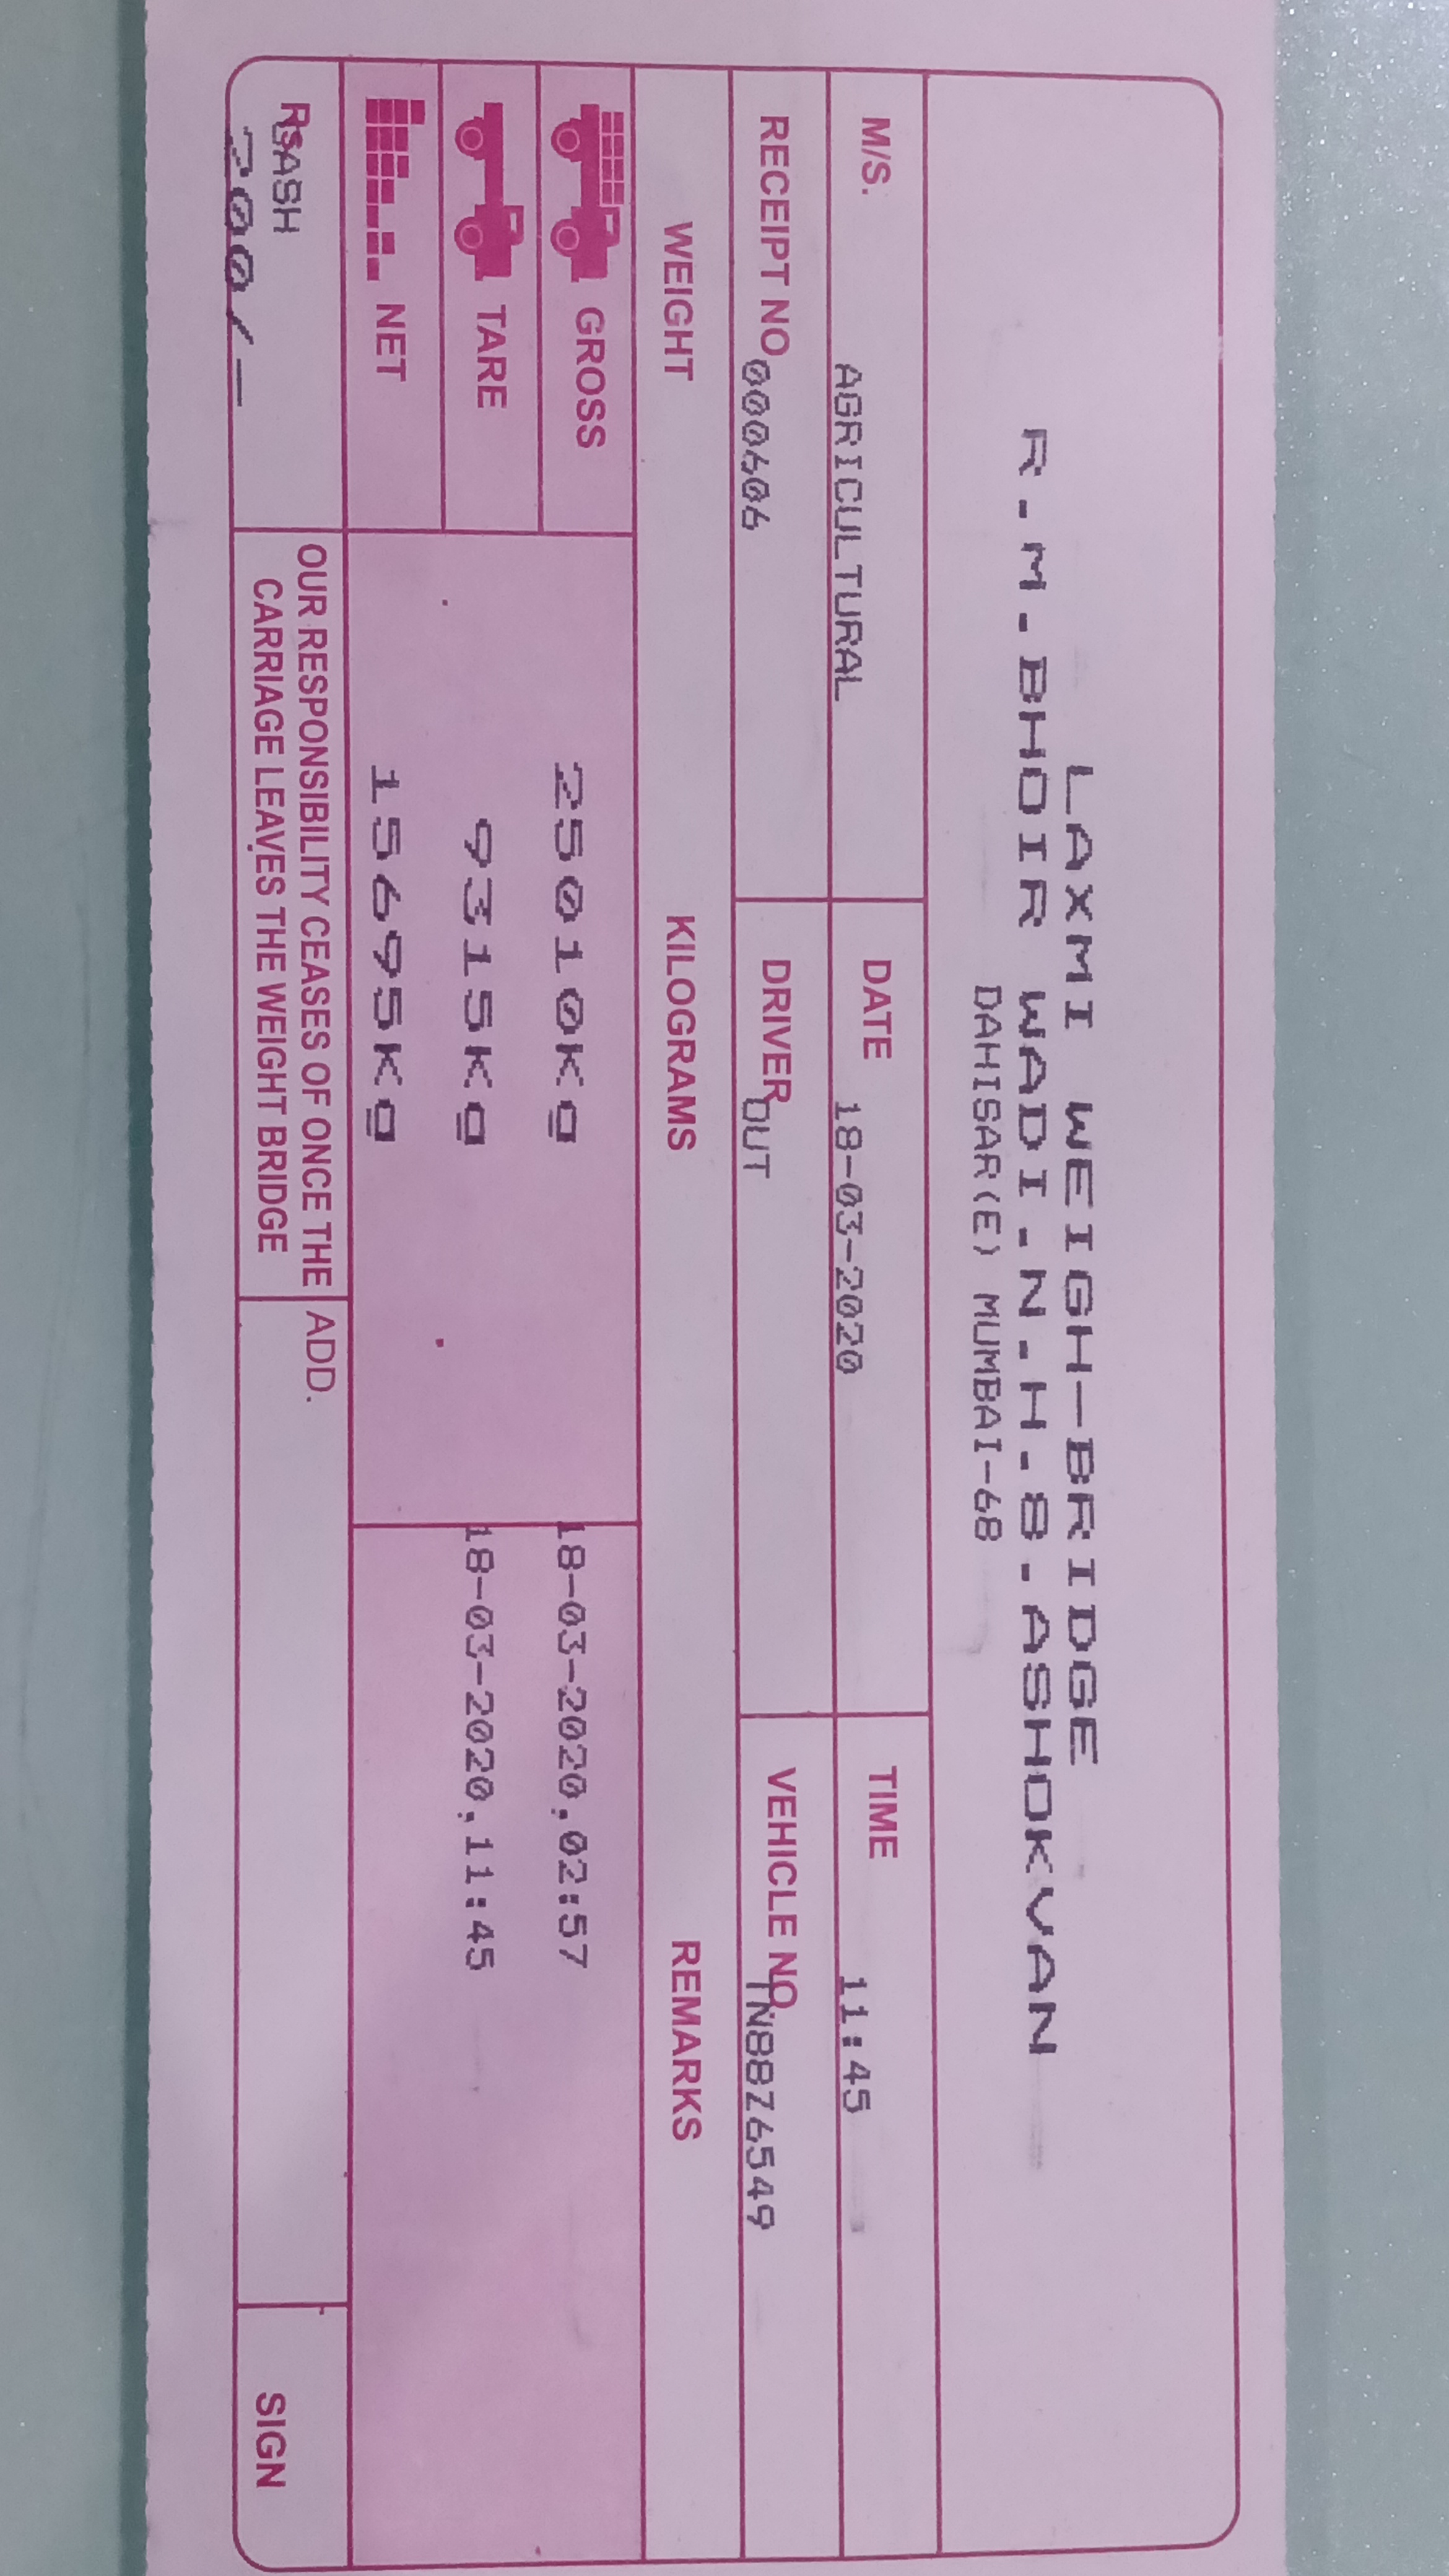 LAXMI WEIGH-BRIDGE
R.M.BHOIR WADI.N.H.8.ASHOKVAN
DAHISAR(E) MUMBAI-68
M/S. AGRICULTURAL DATE 18-03-2020 TIME 11:45
RECEIPT NO 000606 DRIVER OUT VEHICLE NO. TN88Z6549
WEIGHT KILOGRAMS REMARKS
GROSS 25010Kg 18-03-2020,02:57
TARE 9315Kg 18-03-2020,11:45
NET 15695Kg
Rs. CASH
200/-
OUR RESPONSIBILITY CEASES OF ONCE THE
CARRIAGE LEAVES THE WEIGHT BRIDGE
ADD.
SIGN